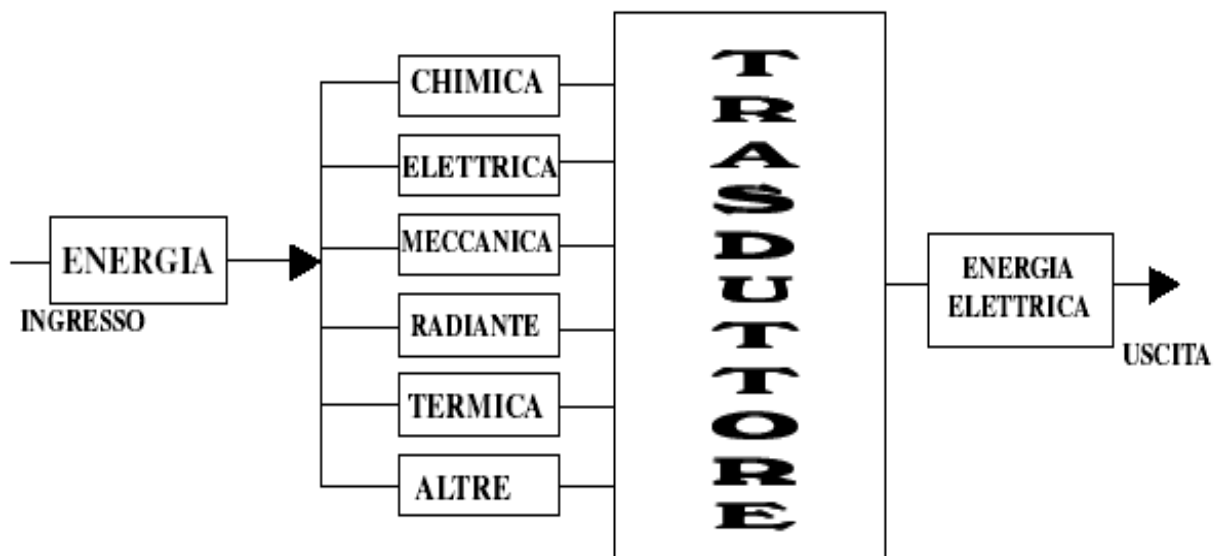 ENERGIA
INGRESSO
CHIMICA
ELETTRICA
MECCANICA
RADIANTE
TERMICA
ALTRE
TRASDUTTORE
ENERGIA
ELETTRICA
USCITA